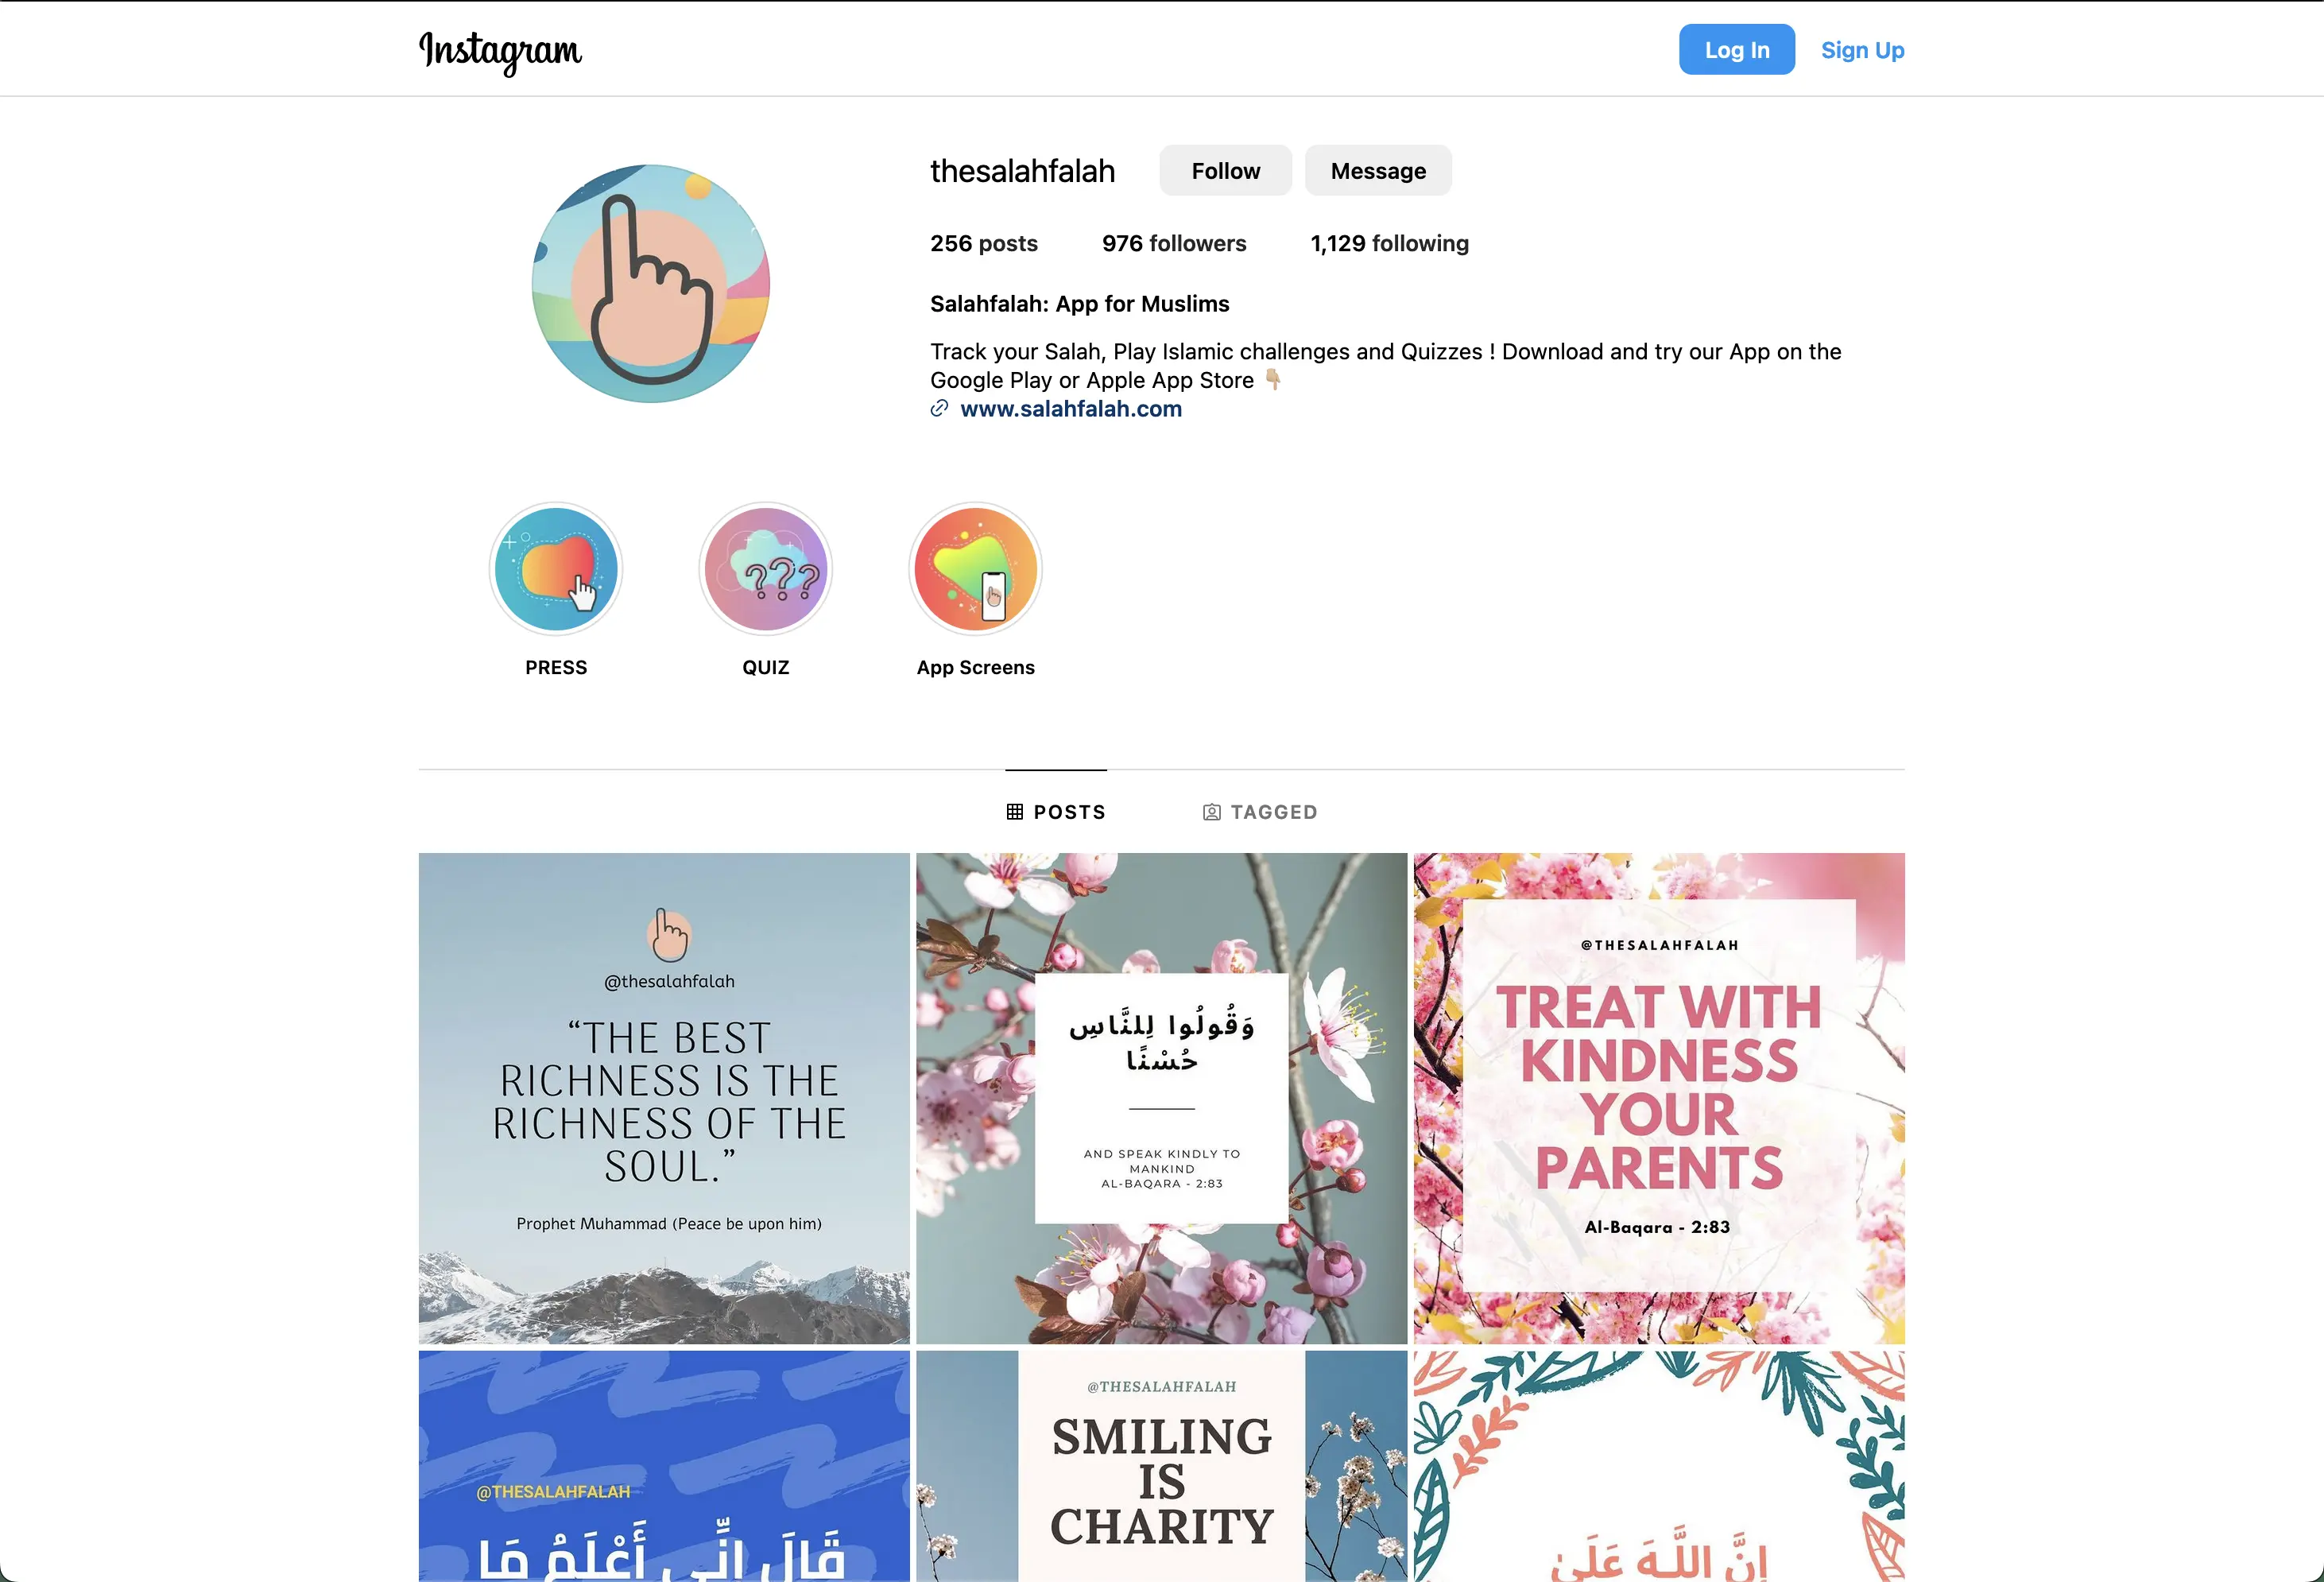 Instagram
Log In
Sign Up
thesalahfalah
Follow
Message
256 posts
976 followers
1,129 following
Salahfalah: App for Muslims
Track your Salah, Play Islamic challenges and Quizzes ! Download and try our App on the
Google Play or Apple App Store 👇🏼
www.salahfalah.com
PRESS
QUIZ
???
App Screens
POSTS
TAGGED
@thesalahfalah
“THE BEST
RICHNESS IS THE
RICHNESS OF THE
SOUL.”
Prophet Muhammad (Peace be upon him)
وَقُولُوا لِلنَّاسِ
حُسْنًا
AND SPEAK KINDLY TO
MANKIND
AL-BAQARA - 2:83
@THESALAHFALAH
TREAT WITH
KINDNESS
YOUR
PARENTS
Al-Baqara - 2:83
@THESALAHFALAH
قَالَ إِنِّي أَعْلَمُ مَا
@THESALAHFALAH
SMILING
IS
CHARITY
إِنَّ اللَّهَ عَلَىٰ